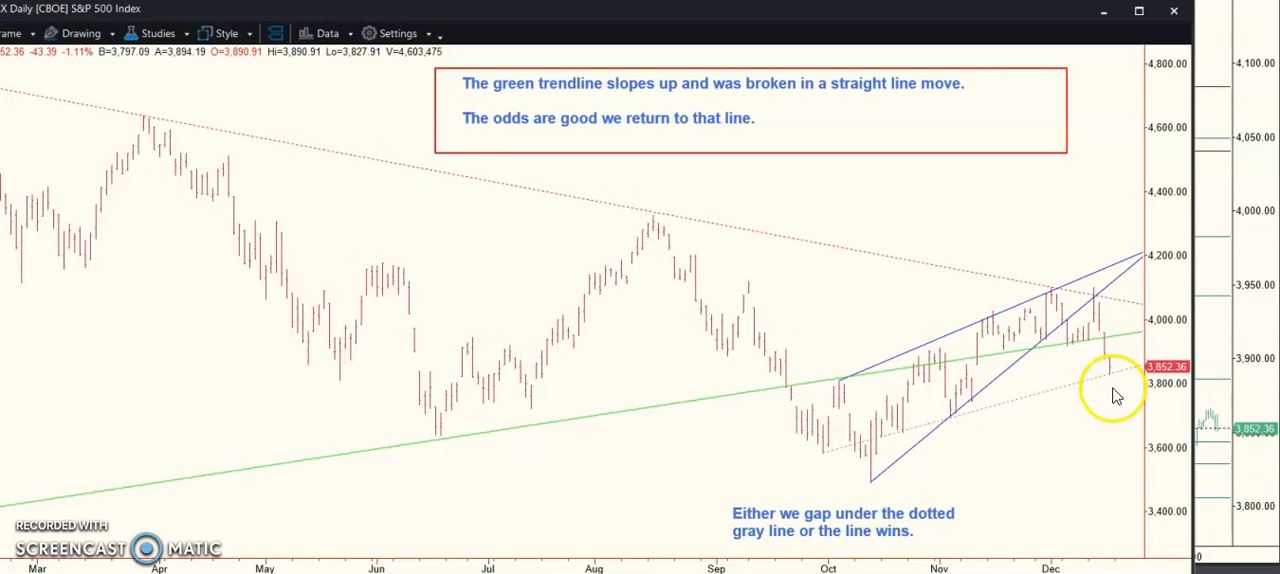 X Daily [CBOE] S&P 500 Index
rame Drawing Studies Style Data Settings
52.36 -43.39 -1.11% B=3,797.09 A=3,894.19 O=3,890.91 Hi=3,890.91 Lo=3,827.91 V=4,603,475
The green trendline slopes up and was broken in a straight line move.
The odds are good we return to that line.
4,800.00
4,600.00
4,400.00
4,200.00
4,000.00
3,852.36
3,800.00
3,600.00
3,400.00
4,100.00
4,050.00
4,000.00
3,950.00
3,900.00
3,852.36
3,800.00
Either we gap under the dotted
gray line or the line wins.
RECORDED WITH
SCREENCAST MATIC
Mar Apr May Jun Jul Aug Sep Oct Nov Dec
00